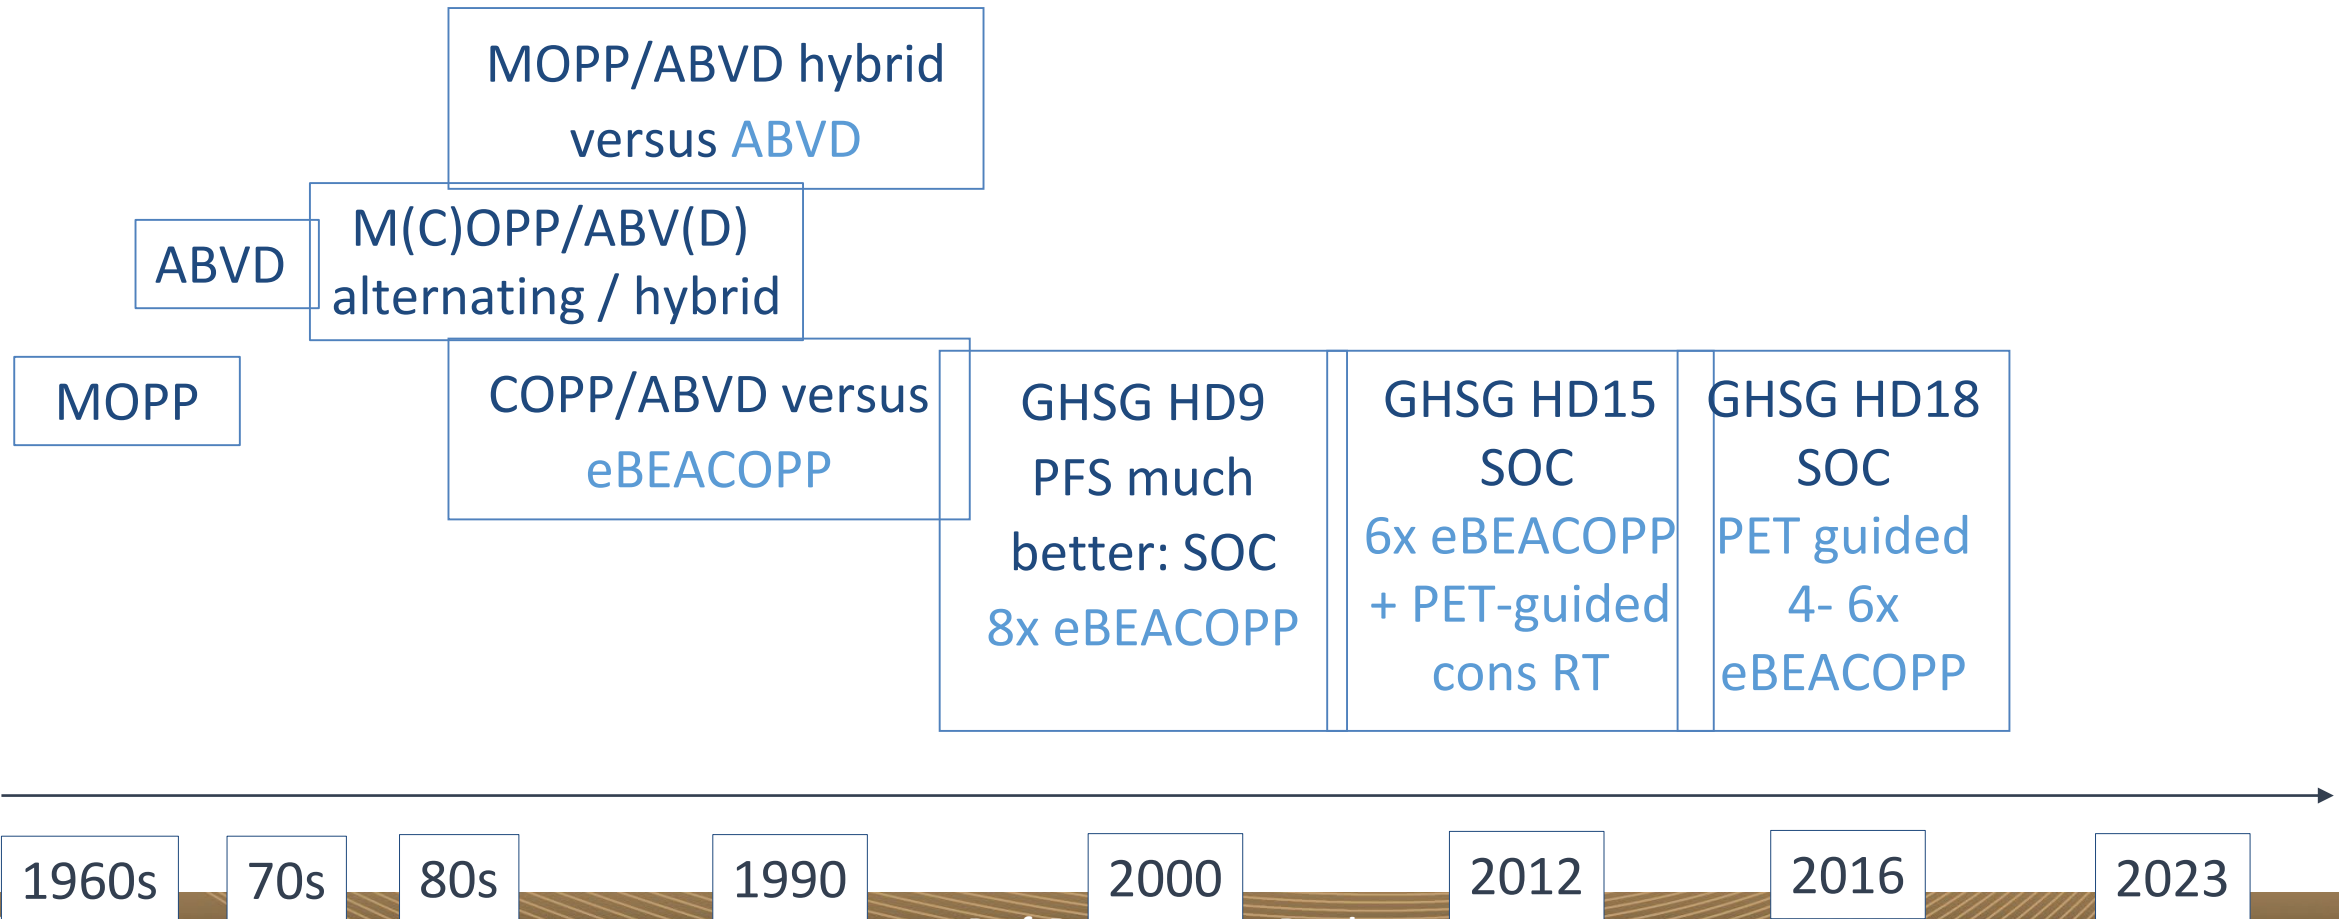 MOPP/ABVD hybrid
versus ABVD
M(C)OPP/ABV(D)
alternating / hybrid
ABVD
MOPP
COPP/ABVD versus
eBEACOPP
GHSG HD9
PFS much
better: SOC
8x eBEACOPP
GHSG HD15
SOC
6x eBEACOPP
+ PET-guided
cons RT
GHSG HD18
SOC
PET guided
4- 6x
eBEACOPP
1960s
70s
80s
1990
2000
2012
2016
2023